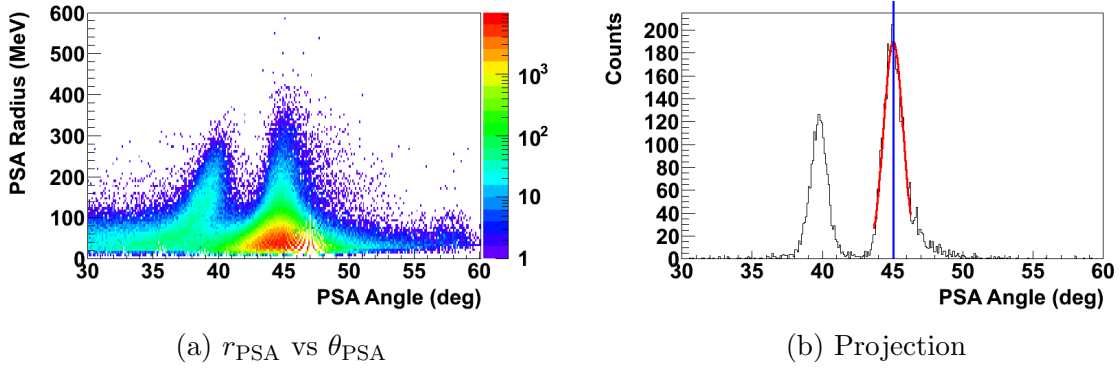 PSA Radius (MeV)
600
500
400
300
200
100
0
30 35 40 45 50 55 60
PSA Angle (deg)
10³
10²
10
1
(a) r_PSA vs θ_PSA
Counts
200
180
160
140
120
100
80
60
40
20
0
30 35 40 45 50 55 60
PSA Angle (deg)
(b) Projection